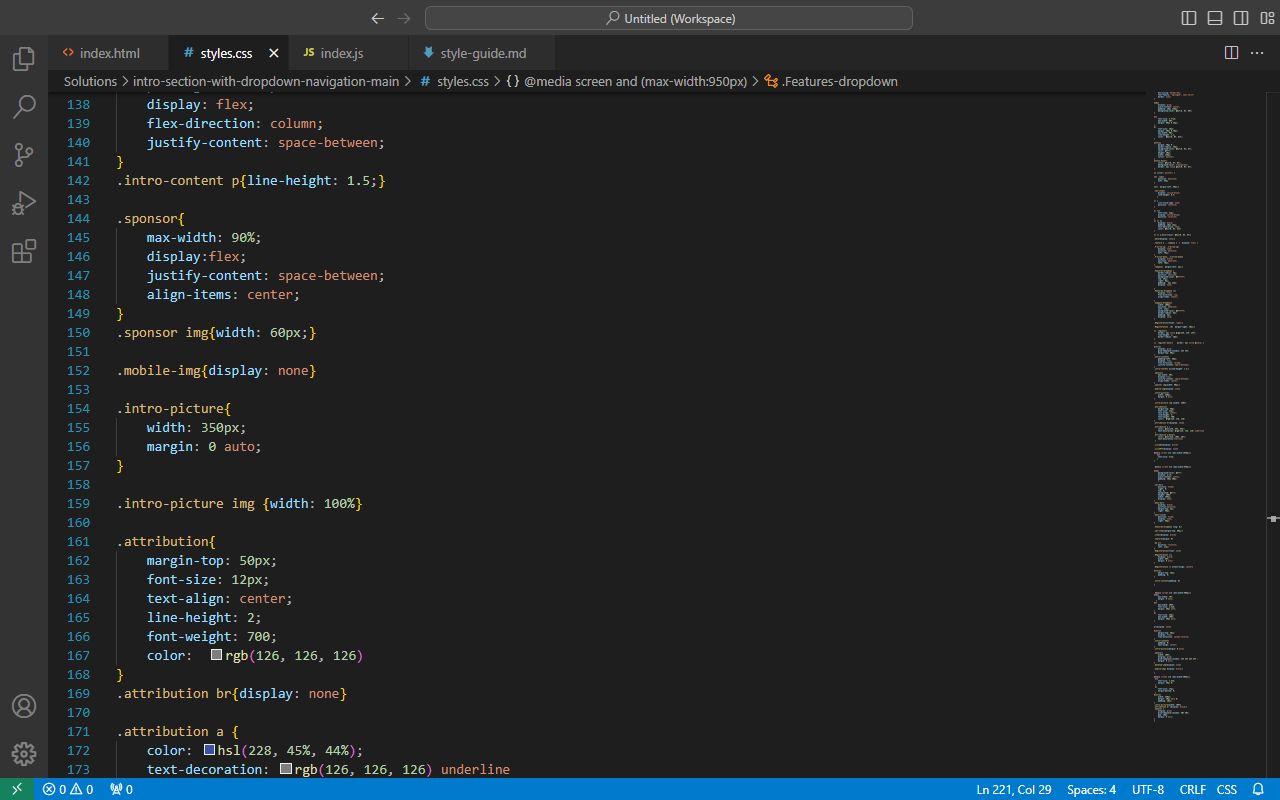 Untitled (Workspace)
index.html
# styles.css
JS index.js
style-guide.md
Solutions > intro-section-with-dropdown-navigation-main > # styles.css > {} @media screen and (max-width:950px) > .Features-dropdown
138 display: flex;
139 flex-direction: column;
140 justify-content: space-between;
141 }
142 .intro-content p{line-height: 1.5;}
143
144 .sponsor{
145 max-width: 90%;
146 display:flex;
147 justify-content: space-between;
148 align-items: center;
149 }
150 .sponsor img{width: 60px;}
151
152 .mobile-img{display: none}
153
154 .intro-picture{
155 width: 350px;
156 margin: 0 auto;
157 }
158
159 .intro-picture img {width: 100%}
160
161 .attribution{
162 margin-top: 50px;
163 font-size: 12px;
164 text-align: center;
165 line-height: 2;
166 font-weight: 700;
167 color: rgb(126, 126, 126)
168 }
169 .attribution br{display: none}
170
171 .attribution a {
172 color: hsl(228, 45%, 44%);
173 text-decoration: rgb(126, 126, 126) underline
0 0 0 Ln 221, Col 29 Spaces: 4 UTF-8 CRLF CSS